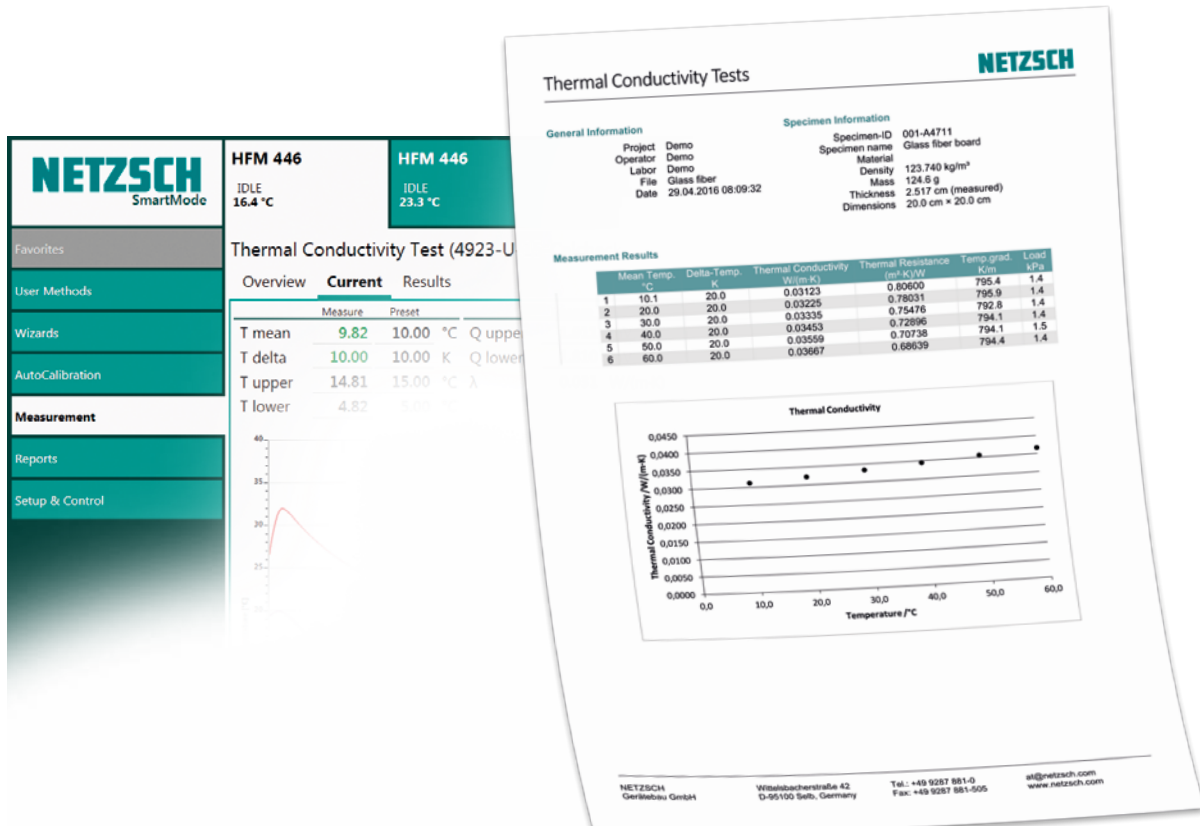 NETZSCH
SmartMode
Favorites
User Methods
Wizards
AutoCalibration
Measurement
Reports
Setup & Control
HFM 446
IDLE
16.4 °C
HFM 446
IDLE
23.3 °C
Thermal Conductivity Test (4923-U
Overview Current Results
Measure Preset
T mean 9.82 10.00 °C Q uppe
T delta 10.00 10.00 K Q lower
T upper 14.81 15.00 °C λ
T lower 4.82 5.00 °C
40
35
Thermal Conductivity Tests
NETZSCH
General Information
Project Demo
Operator Demo
Labor Demo
File Glass fiber
Date 29.04.2016 08:09:32
Specimen Information
Specimen-ID 001-A4711
Specimen name Glass fiber board
Material
Density 123.740 kg/m³
Mass 124.6 g
Thickness 2.517 cm (measured)
Dimensions 20.0 cm × 20.0 cm
Measurement Results
Mean Temp. Delta-Temp. Thermal Conductivity Thermal Resistance Temp.grad. Load
°C K W/(m·K) (m²·K)/W K/m kPa
1 10.1 20.0 0.03123 0.80600 795.4 1.4
2 20.0 20.0 0.03225 0.78031 795.9 1.4
3 30.0 20.0 0.03335 0.75476 792.8 1.4
4 40.0 20.0 0.03453 0.72896 794.1 1.4
5 50.0 20.0 0.03559 0.70738 794.1 1.5
6 60.0 20.0 0.03667 0.68639 794.4 1.4
Thermal Conductivity
Thermal Conductivity /W/(m·K)
0,0450
0,0400
0,0350
0,0300
0,0250
0,0200
0,0150
0,0100
0,0050
0,0000
0,0 10,0 20,0 30,0 40,0 50,0 60,0
Temperature /°C
NETZSCH
Gerätebau GmbH
Wittelsbacherstraße 42
D-95100 Selb, Germany
Tel.: +49 9287 881-0
Fax: +49 9287 881-505
at@netzsch.com
www.netzsch.com